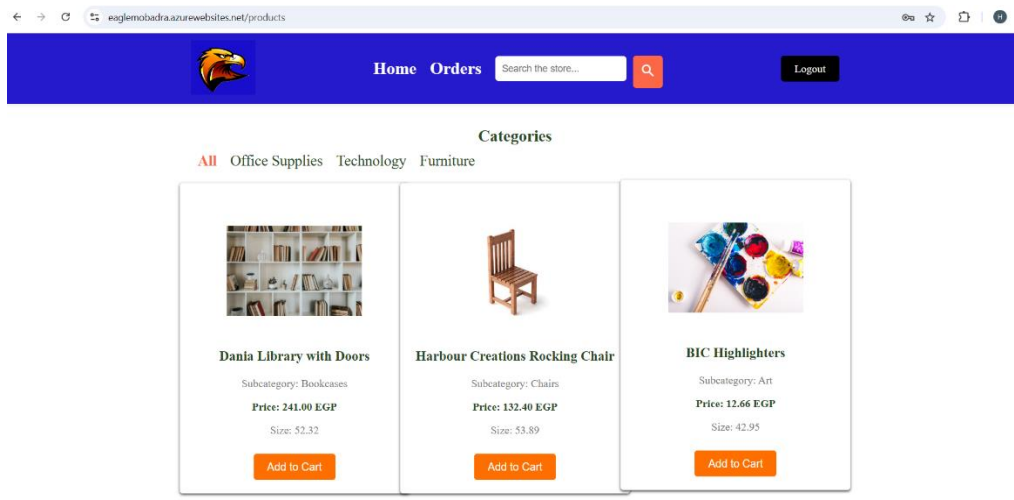 eaglemobadra.azurewebsites.net/products
H
Home Orders Search the store... Logout
Categories
All Office Supplies Technology Furniture
Dania Library with Doors
Subcategory: Bookcases
Price: 241.00 EGP
Size: 52.32
Add to Cart
Harbour Creations Rocking Chair
Subcategory: Chairs
Price: 132.40 EGP
Size: 53.89
Add to Cart
BIC Highlighters
Subcategory: Art
Price: 12.66 EGP
Size: 42.95
Add to Cart